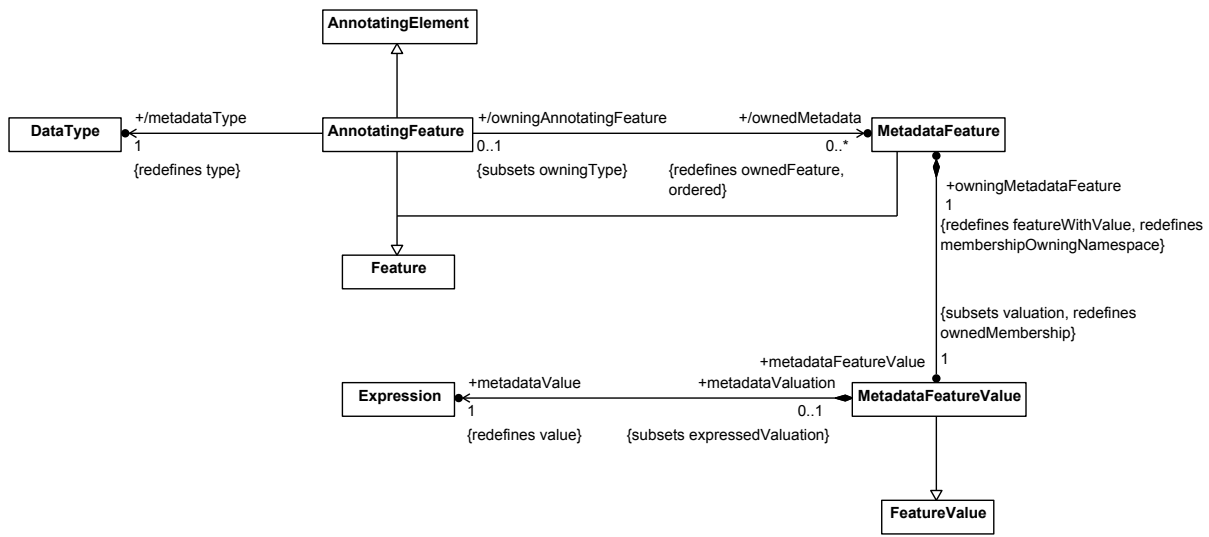 AnnotatingElement
+/metadataType
+/owningAnnotatingFeature
+/ownedMetadata
DataType
AnnotatingFeature
MetadataFeature
1
0..1
0..*
{redefines type}
{subsets owningType}
{redefines ownedFeature,
ordered}
+owningMetadataFeature
1
{redefines featureWithValue, redefines
membershipOwningNamespace}
Feature
{subsets valuation, redefines
ownedMembership}
+metadataFeatureValue
1
+metadataValue
+metadataValuation
Expression
MetadataFeatureValue
1
0..1
{redefines value}
{subsets expressedValuation}
FeatureValue